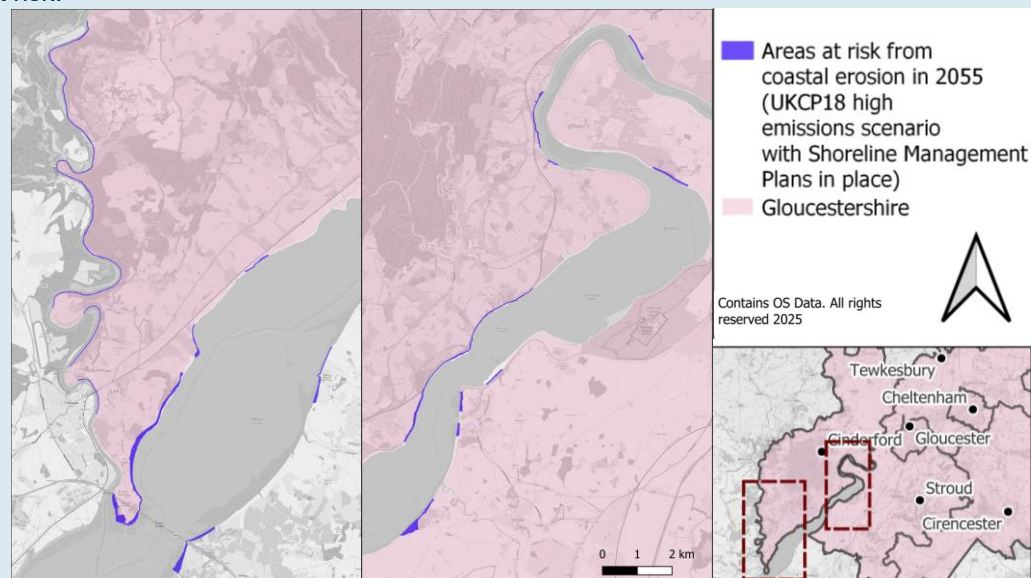 Areas at risk from
coastal erosion in 2055
(UKCP18 high
emissions scenario
with Shoreline Management
Plans in place)
Gloucestershire
Contains OS Data. All rights
reserved 2025
0 1 2 km
Tewkesbury
Cheltenham
Cinderford
Gloucester
Stroud
Cirencester